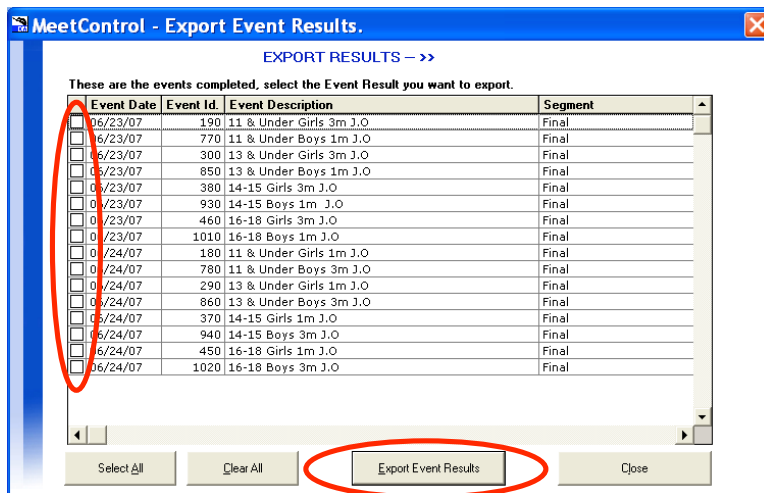 MeetControl - Export Event Results.
EXPORT RESULTS – >>
These are the events completed, select the Event Result you want to export.
Event Date Event Id. Event Description Segment
06/23/07 190 11 & Under Girls 3m J.O Final
06/23/07 770 11 & Under Boys 1m J.O Final
06/23/07 300 13 & Under Girls 3m J.O Final
06/23/07 850 13 & Under Boys 1m J.O Final
06/23/07 380 14-15 Girls 3m J.O Final
06/23/07 930 14-15 Boys 1m J.O Final
06/23/07 460 16-18 Girls 3m J.O Final
06/23/07 1010 16-18 Boys 1m J.O Final
06/24/07 180 11 & Under Girls 1m J.O Final
06/24/07 780 11 & Under Boys 3m J.O Final
06/24/07 290 13 & Under Girls 1m J.O Final
06/24/07 860 13 & Under Boys 3m J.O Final
06/24/07 370 14-15 Girls 1m J.O Final
06/24/07 940 14-15 Boys 3m J.O Final
06/24/07 450 16-18 Girls 1m J.O Final
06/24/07 1020 16-18 Boys 3m J.O Final
Select All Clear All Export Event Results Close